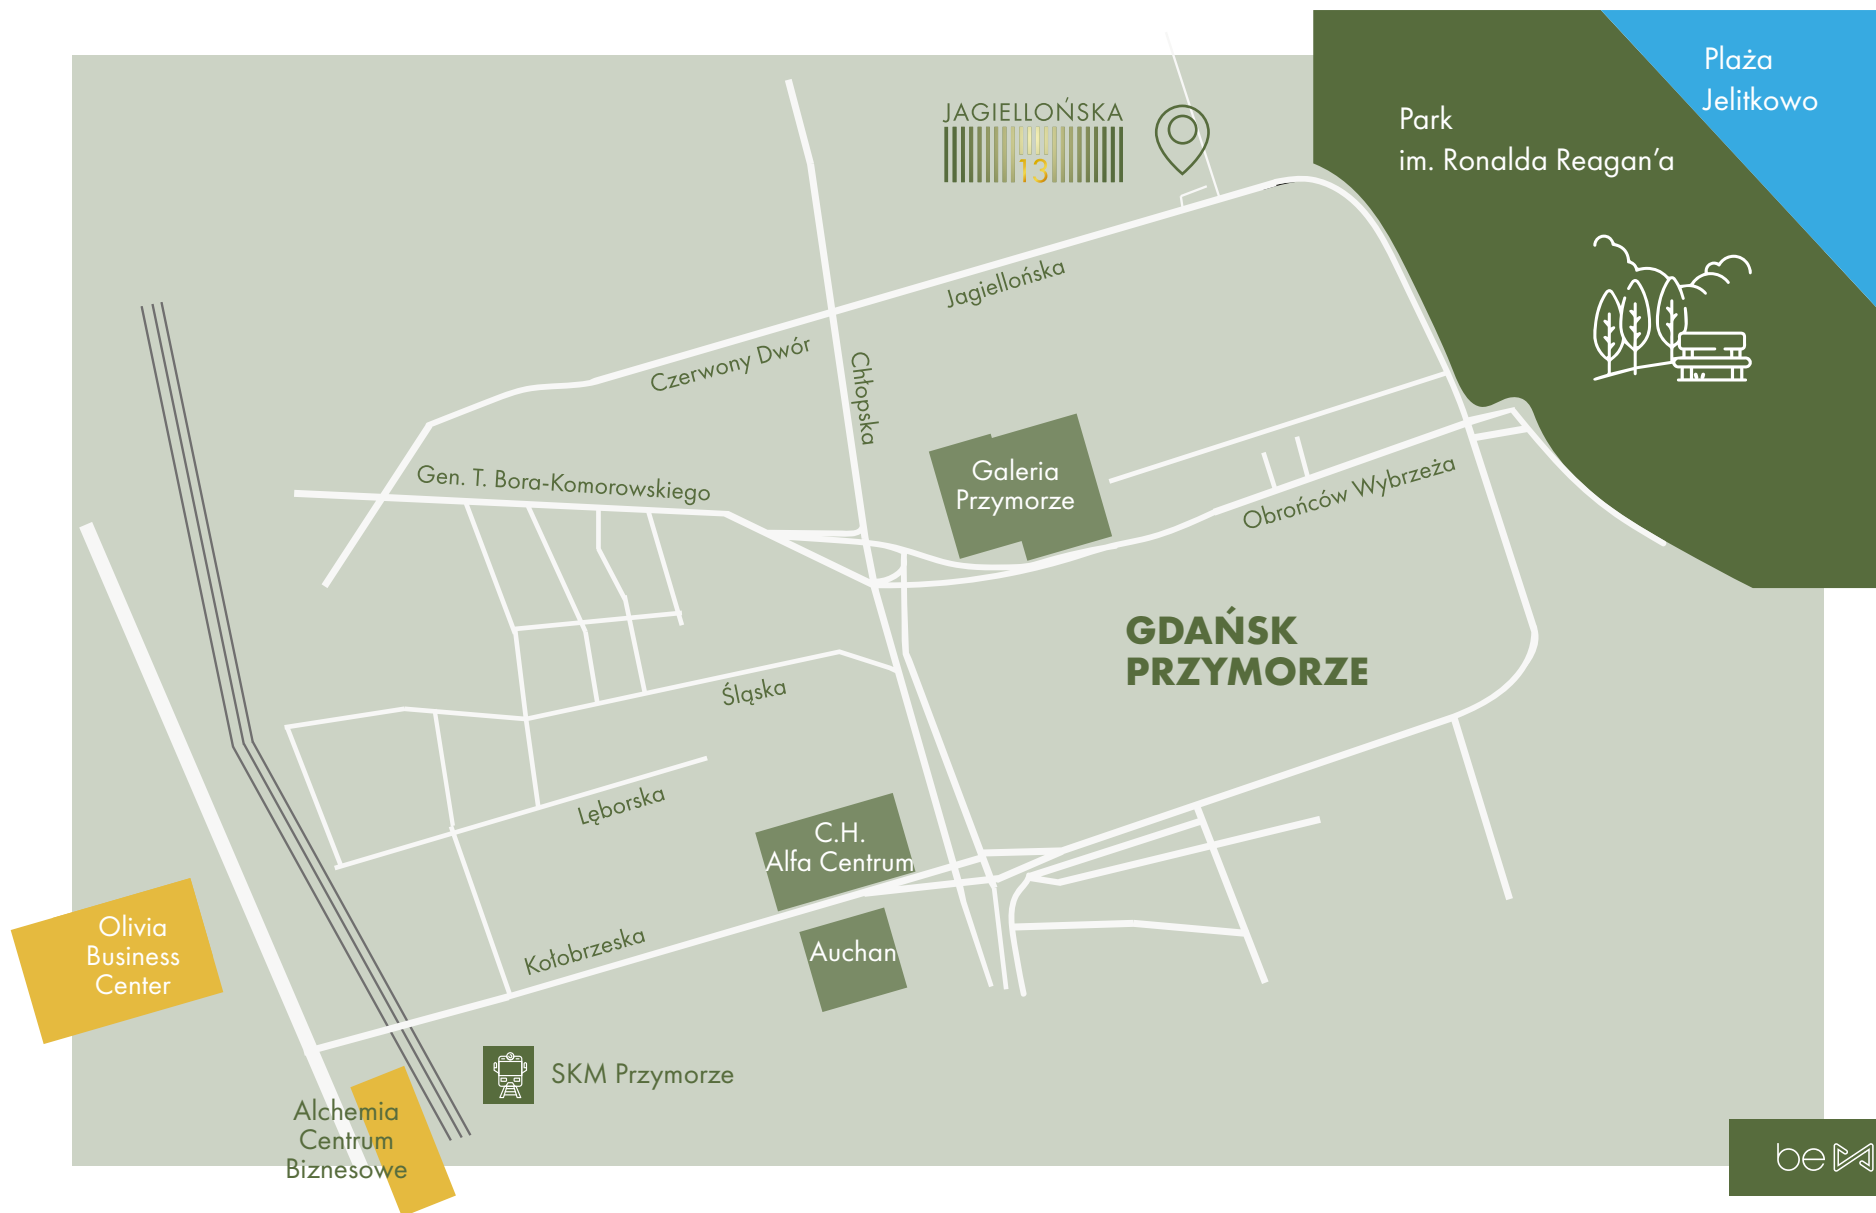 Plaża
Jelitkowo
Park
im. Ronalda Reagan’a
JAGIELLOŃSKA
13
Jagiellońska
Czerwony Dwór
Chłopska
Gen. T. Bora-Komorowskiego
Galeria
Przymorze
Obrońców Wybrzeża
GDAŃSK
PRZYMORZE
Śląska
Lęborska
C.H.
Alfa Centrum
Kołobrzeska
Auchan
Olivia
Business
Center
SKM Przymorze
Alchemia
Centrum
Biznesowe
be